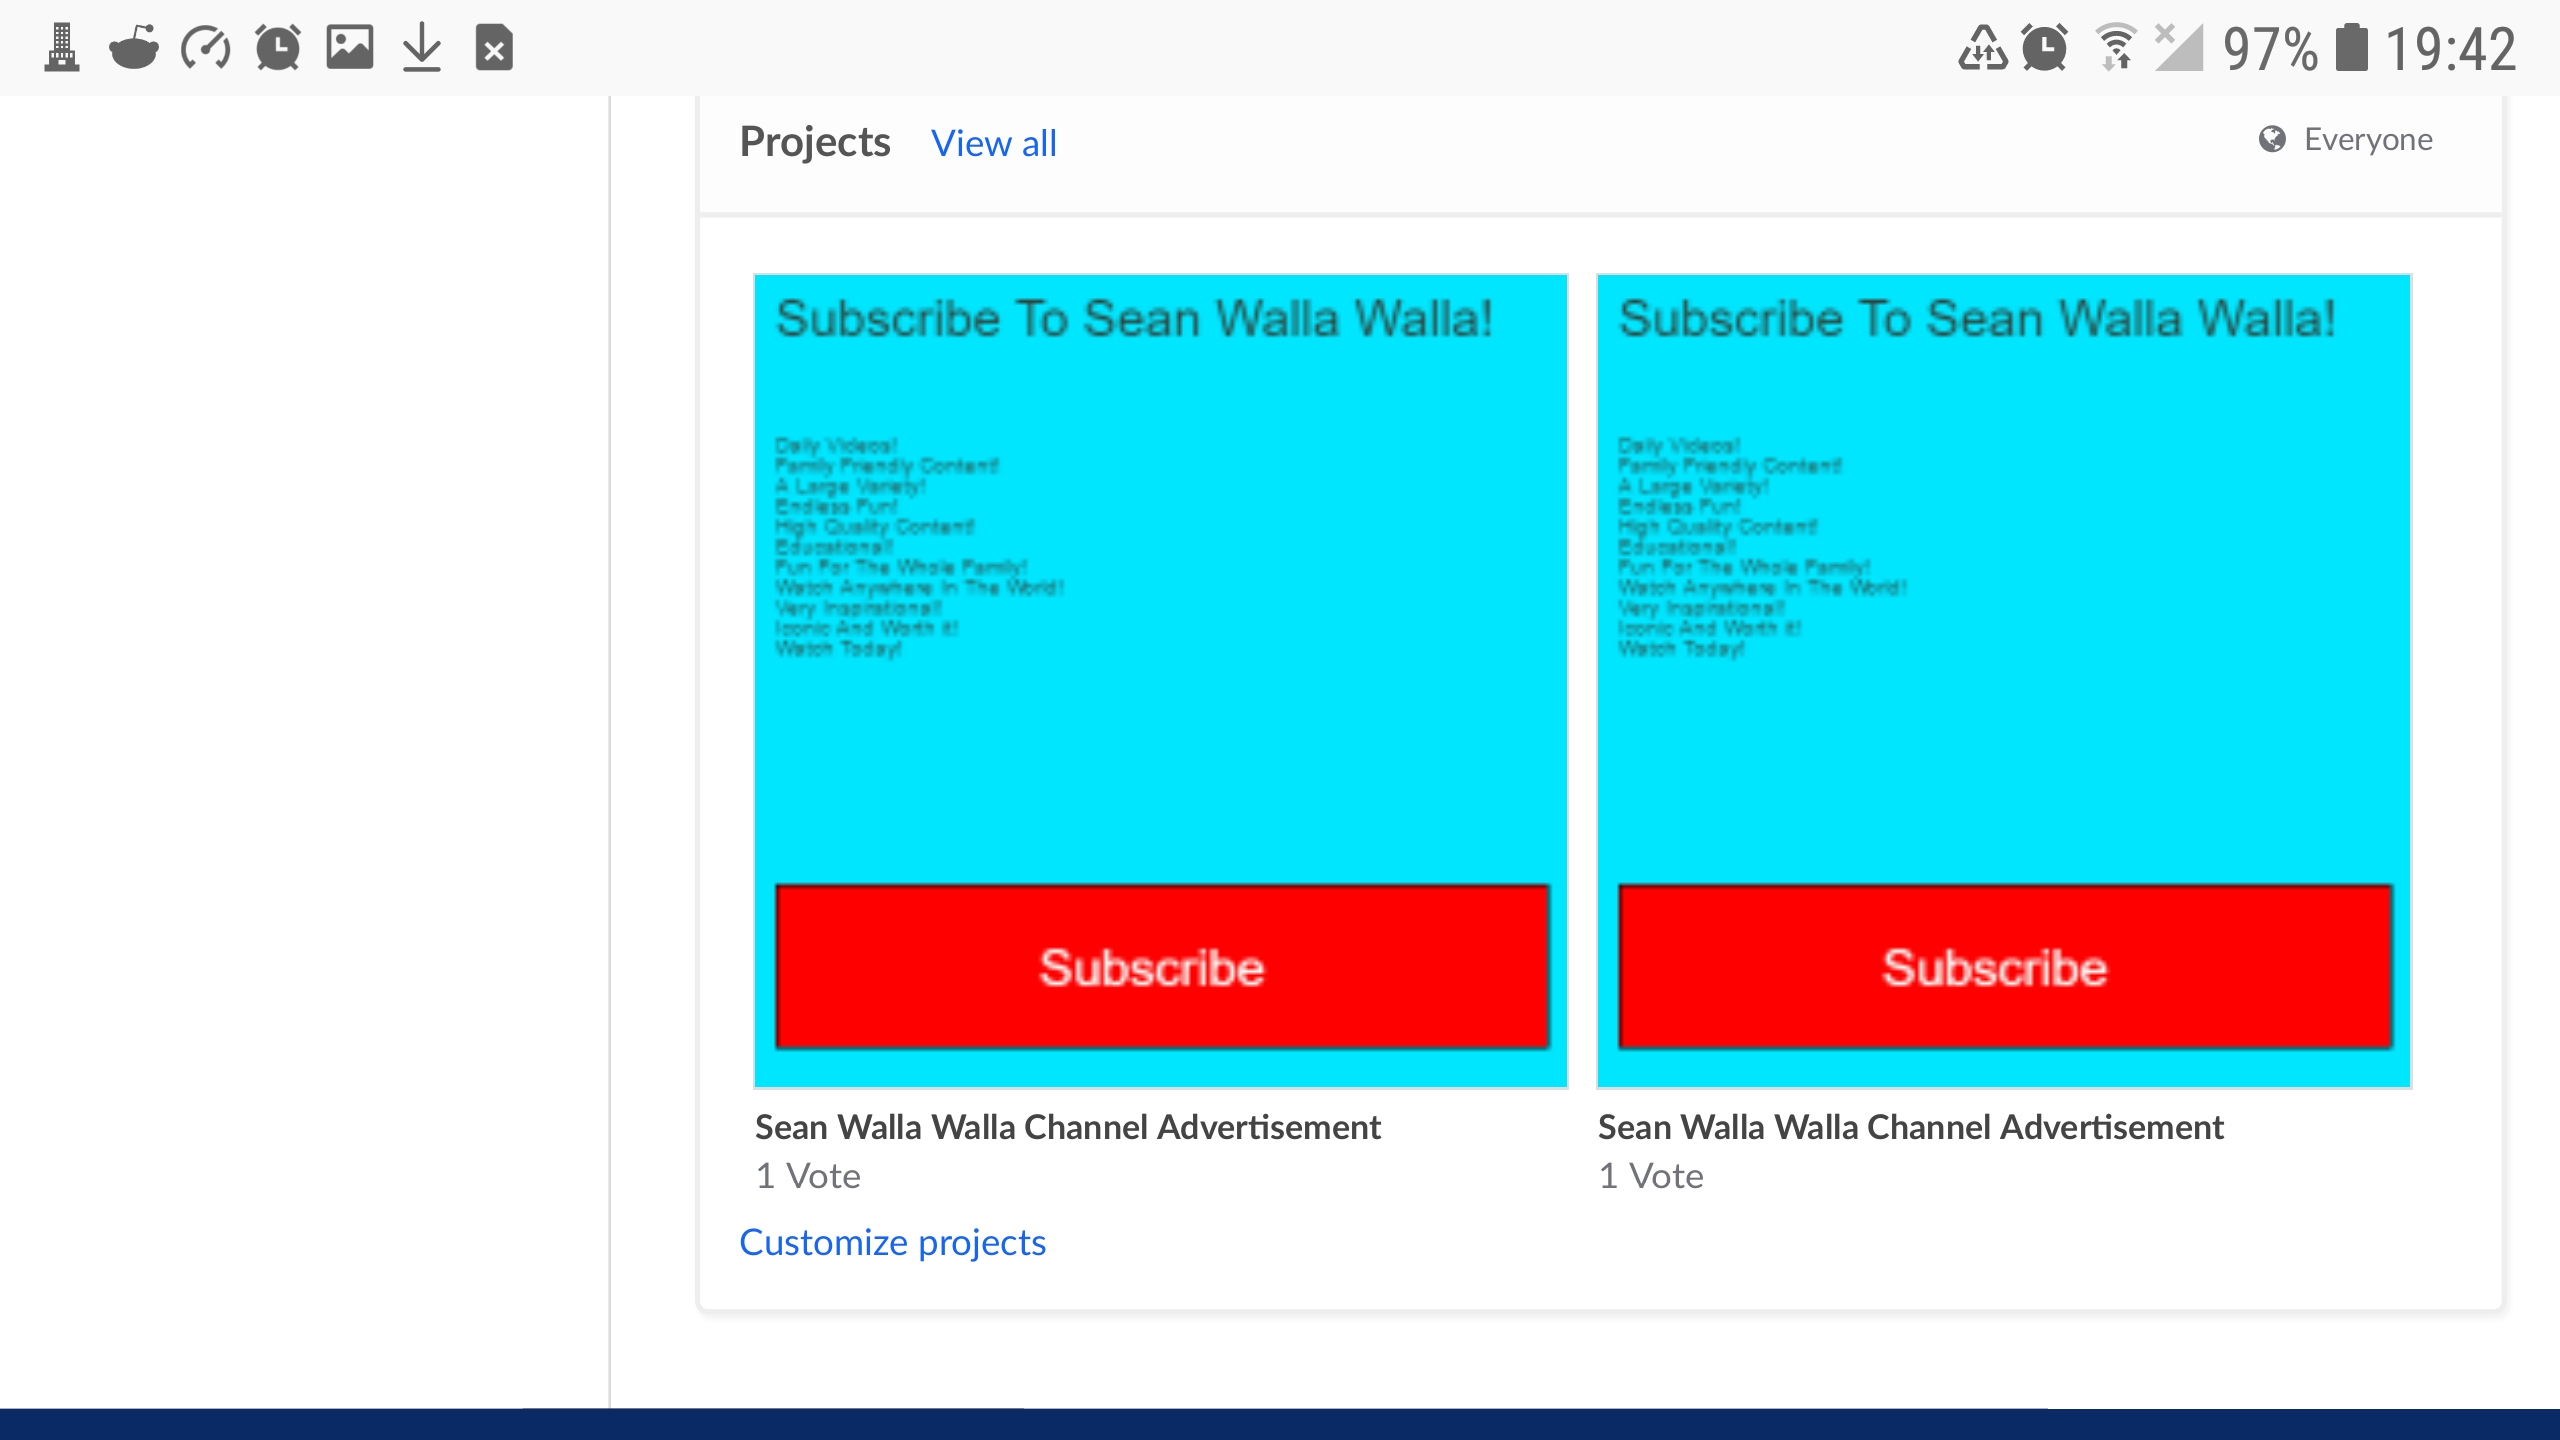 97% 19:42
Projects View all Everyone
Subscribe To Sean Walla Walla!
Daily Videos!
Family Friendly Content!
A Large Variety!
Endless Fun!
High Quality Content!
Educational!
Fun For The Whole Family!
Watch Anywhere In The World!
Very Inspirational!
Iconic And Worth it!
Watch Today!
Subscribe
Sean Walla Walla Channel Advertisement
1 Vote
Subscribe To Sean Walla Walla!
Daily Videos!
Family Friendly Content!
A Large Variety!
Endless Fun!
High Quality Content!
Educational!
Fun For The Whole Family!
Watch Anywhere In The World!
Very Inspirational!
Iconic And Worth it!
Watch Today!
Subscribe
Sean Walla Walla Channel Advertisement
1 Vote
Customize projects